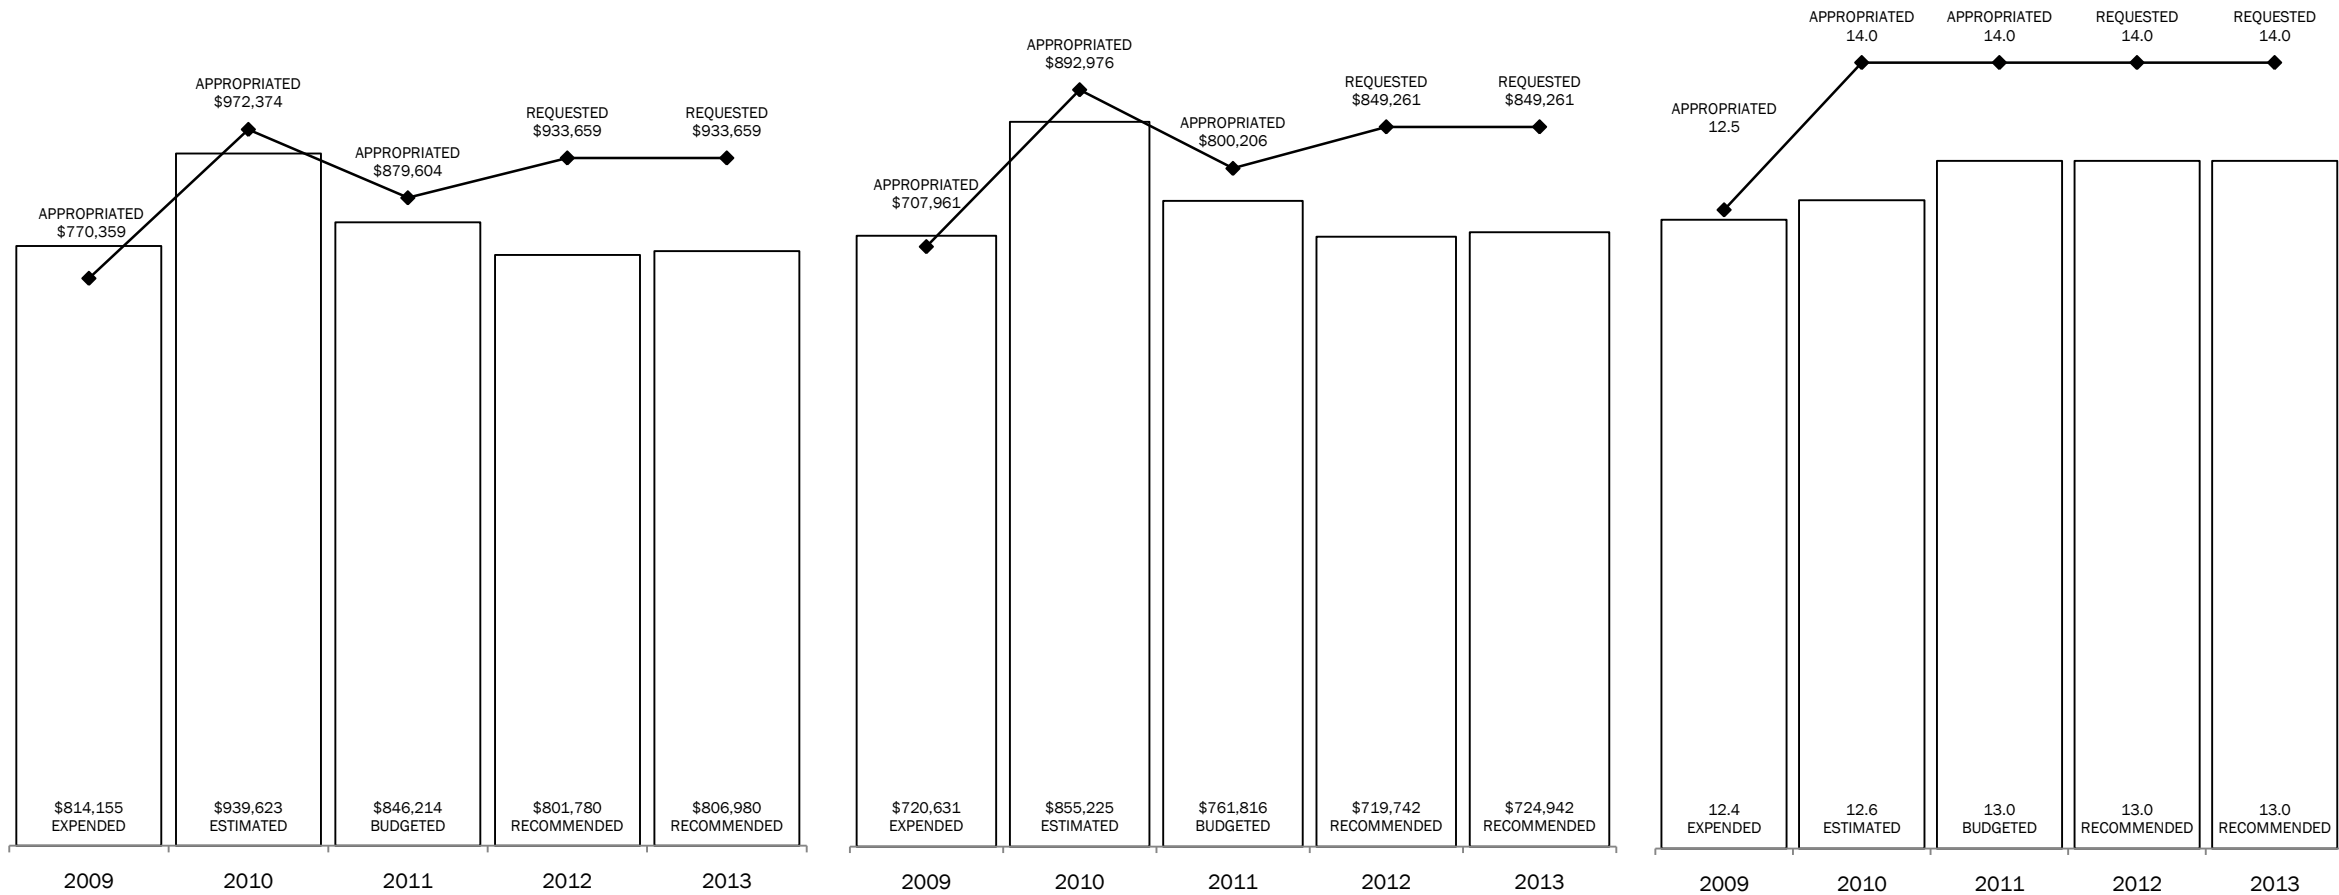 APPROPRIATED
$770,359
APPROPRIATED
$972,374
APPROPRIATED
$879,604
REQUESTED
$933,659
REQUESTED
$933,659
$814,155
EXPENDED
$939,623
ESTIMATED
$846,214
BUDGETED
$801,780
RECOMMENDED
$806,980
RECOMMENDED
2009
2010
2011
2012
2013
APPROPRIATED
$707,961
APPROPRIATED
$892,976
APPROPRIATED
$800,206
REQUESTED
$849,261
REQUESTED
$849,261
$720,631
EXPENDED
$855,225
ESTIMATED
$761,816
BUDGETED
$719,742
RECOMMENDED
$724,942
RECOMMENDED
2009
2010
2011
2012
2013
APPROPRIATED
12.5
APPROPRIATED
14.0
APPROPRIATED
14.0
REQUESTED
14.0
REQUESTED
14.0
12.4
EXPENDED
12.6
ESTIMATED
13.0
BUDGETED
13.0
RECOMMENDED
13.0
RECOMMENDED
2009
2010
2011
2012
2013